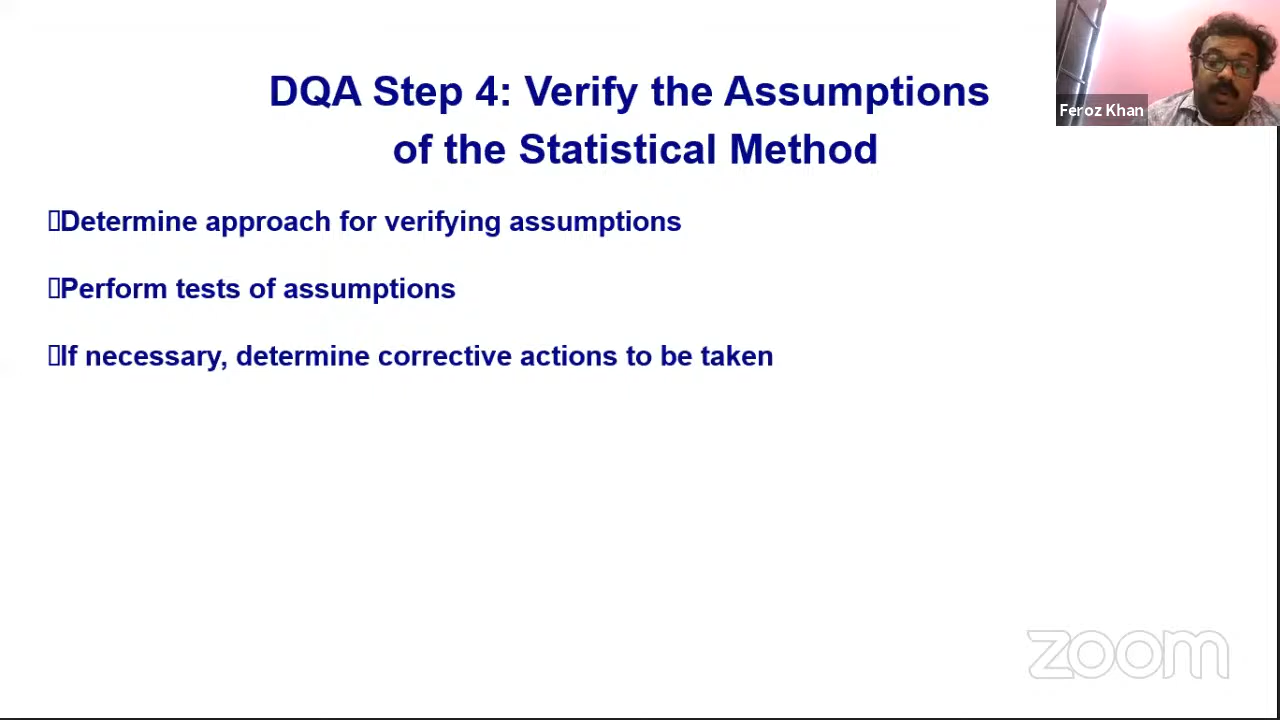 DQA Step 4: Verify the Assumptions
of the Statistical Method
Feroz Khan
Determine approach for verifying assumptions
Perform tests of assumptions
If necessary, determine corrective actions to be taken
zoom